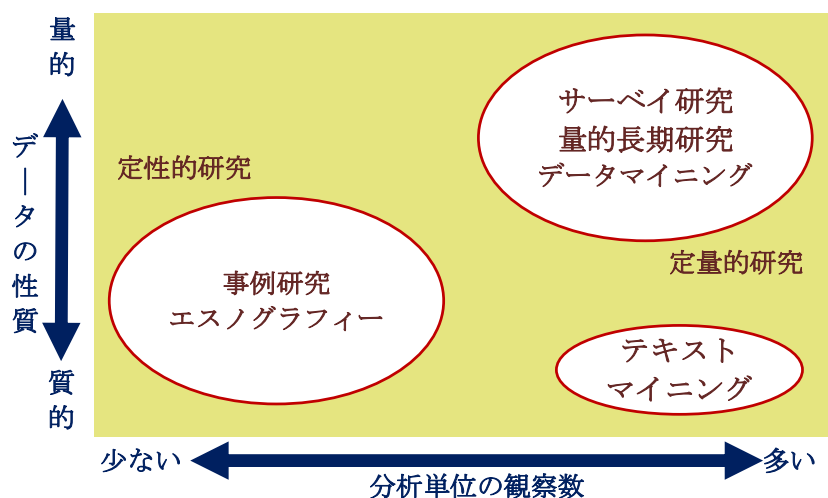 量的
データの性質
質的
定性的研究
事例研究
エスノグラフィー
サーベイ研究
量的長期研究
データマイニング
定量的研究
テキスト
マイニング
少ない
多い
分析単位の観察数